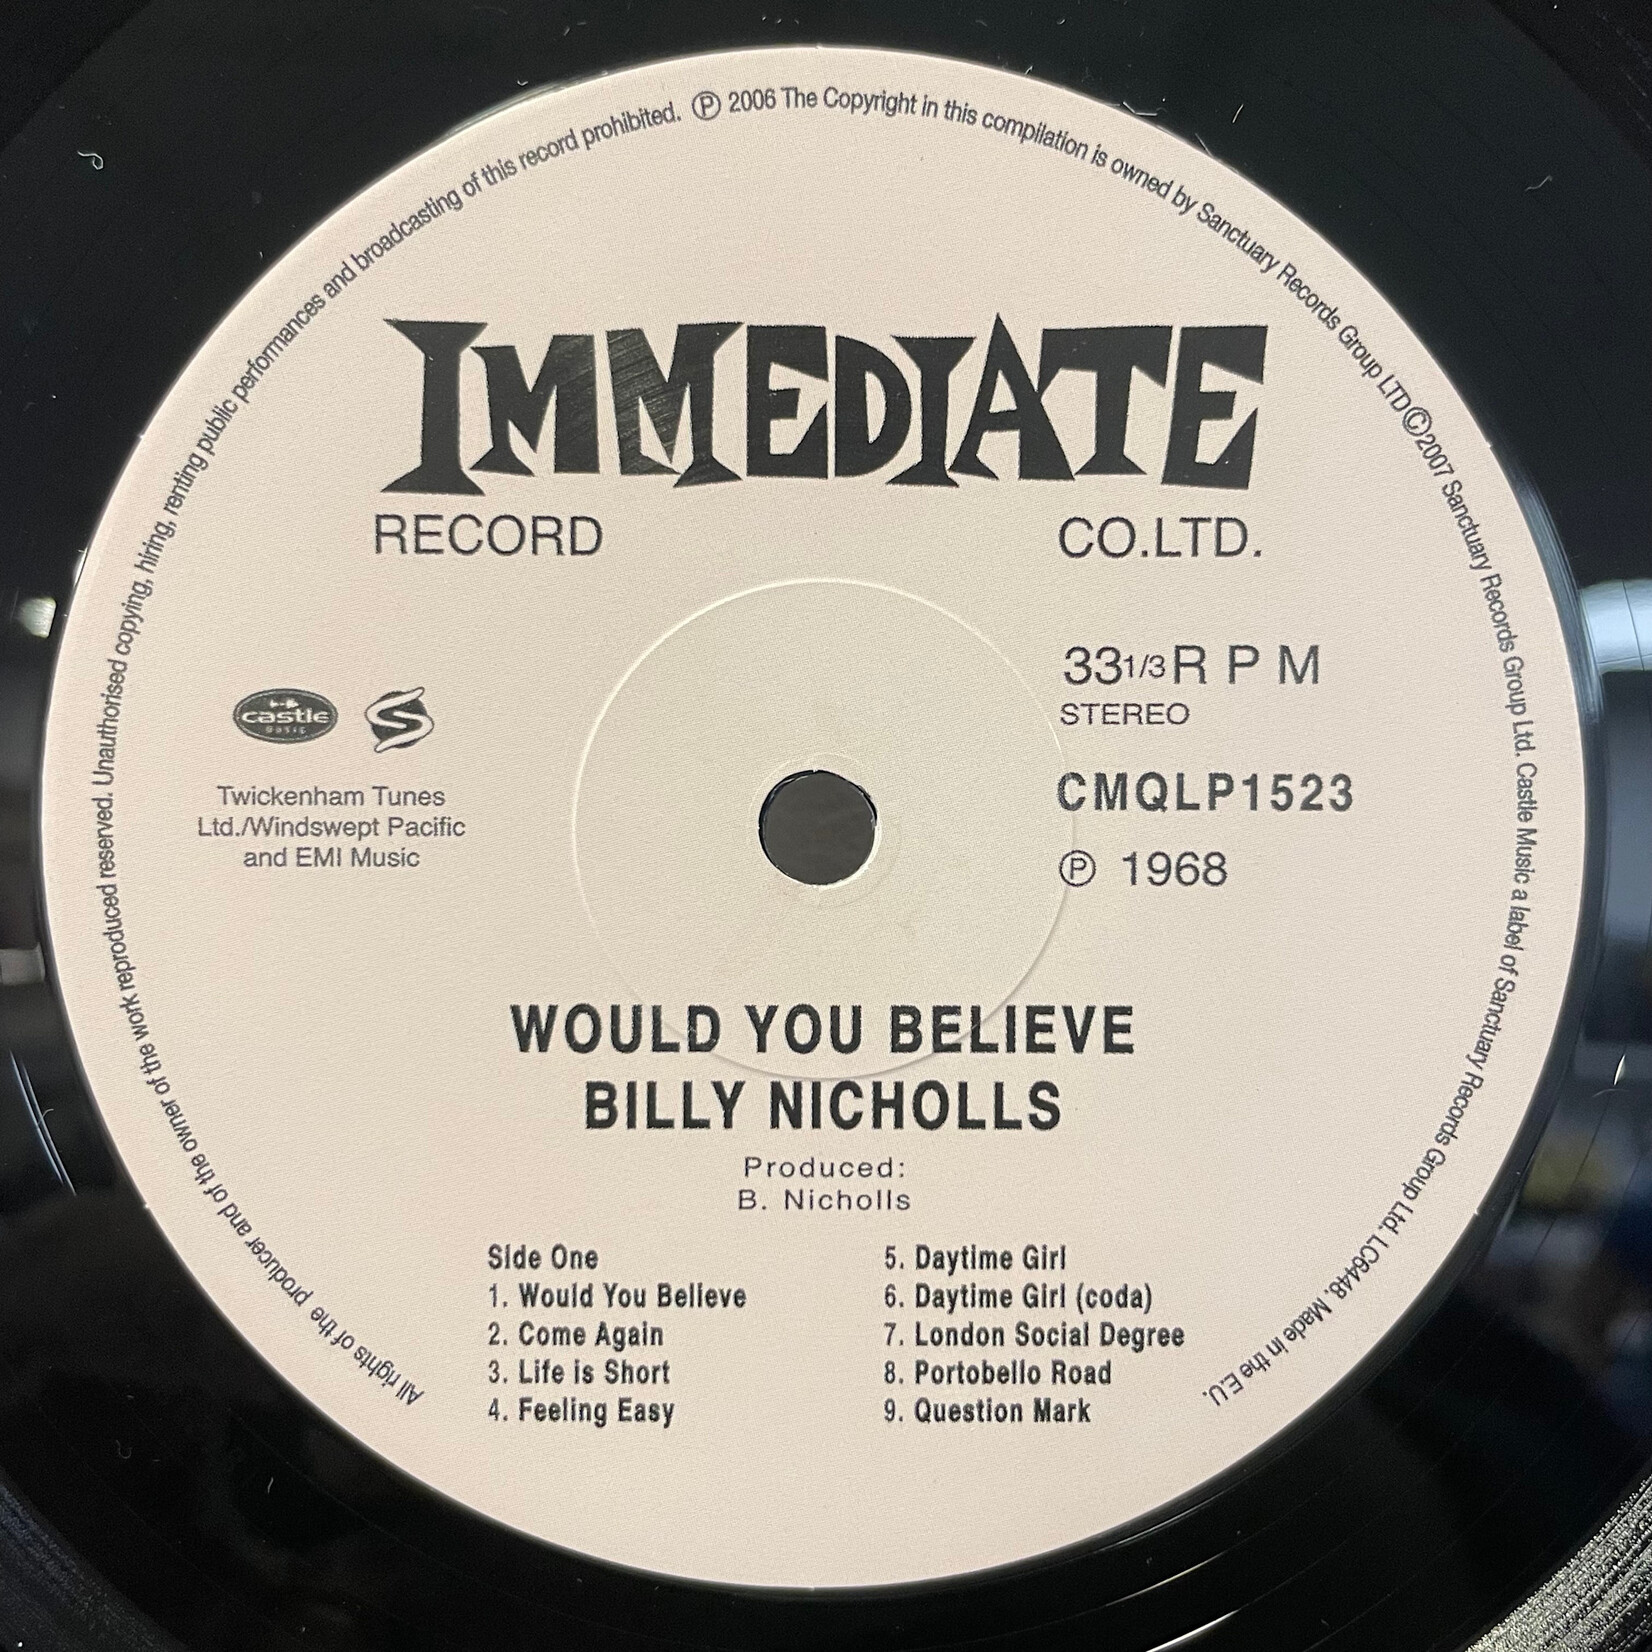 All rights of the producer and of the owner of the work reproduced reserved. Unauthorised copying, hiring, renting public performances and broadcasting of this record prohibited. ℗ 2006 The Copyright in this compilation is owned by Sanctuary Records Group LTD © 2007 Sanctuary Records Group Ltd. Castle Music a label of Sanctuary Records Group Ltd. LC6448. Made in the E.U.
IMMEDIATE
RECORD CO.LTD.
33 1/3 R P M
STEREO
castle
MUSIC
S
CMQLP1523
Twickenham Tunes
Ltd./Windswept Pacific
and EMI Music
℗ 1968
WOULD YOU BELIEVE
BILLY NICHOLLS
Produced:
B. Nicholls
Side One
1. Would You Believe
2. Come Again
3. Life is Short
4. Feeling Easy
5. Daytime Girl
6. Daytime Girl (coda)
7. London Social Degree
8. Portobello Road
9. Question Mark